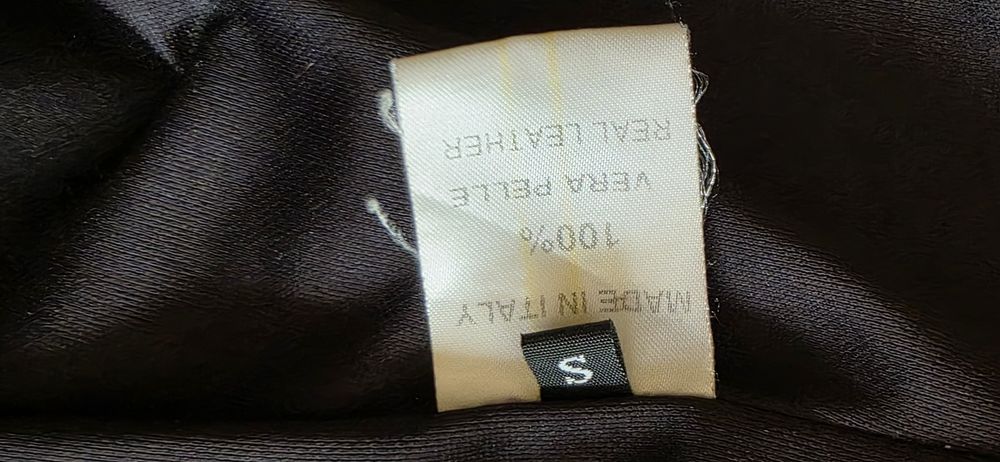 MADE IN ITALY
100%
VERA PELLE
REAL LEATHER
S